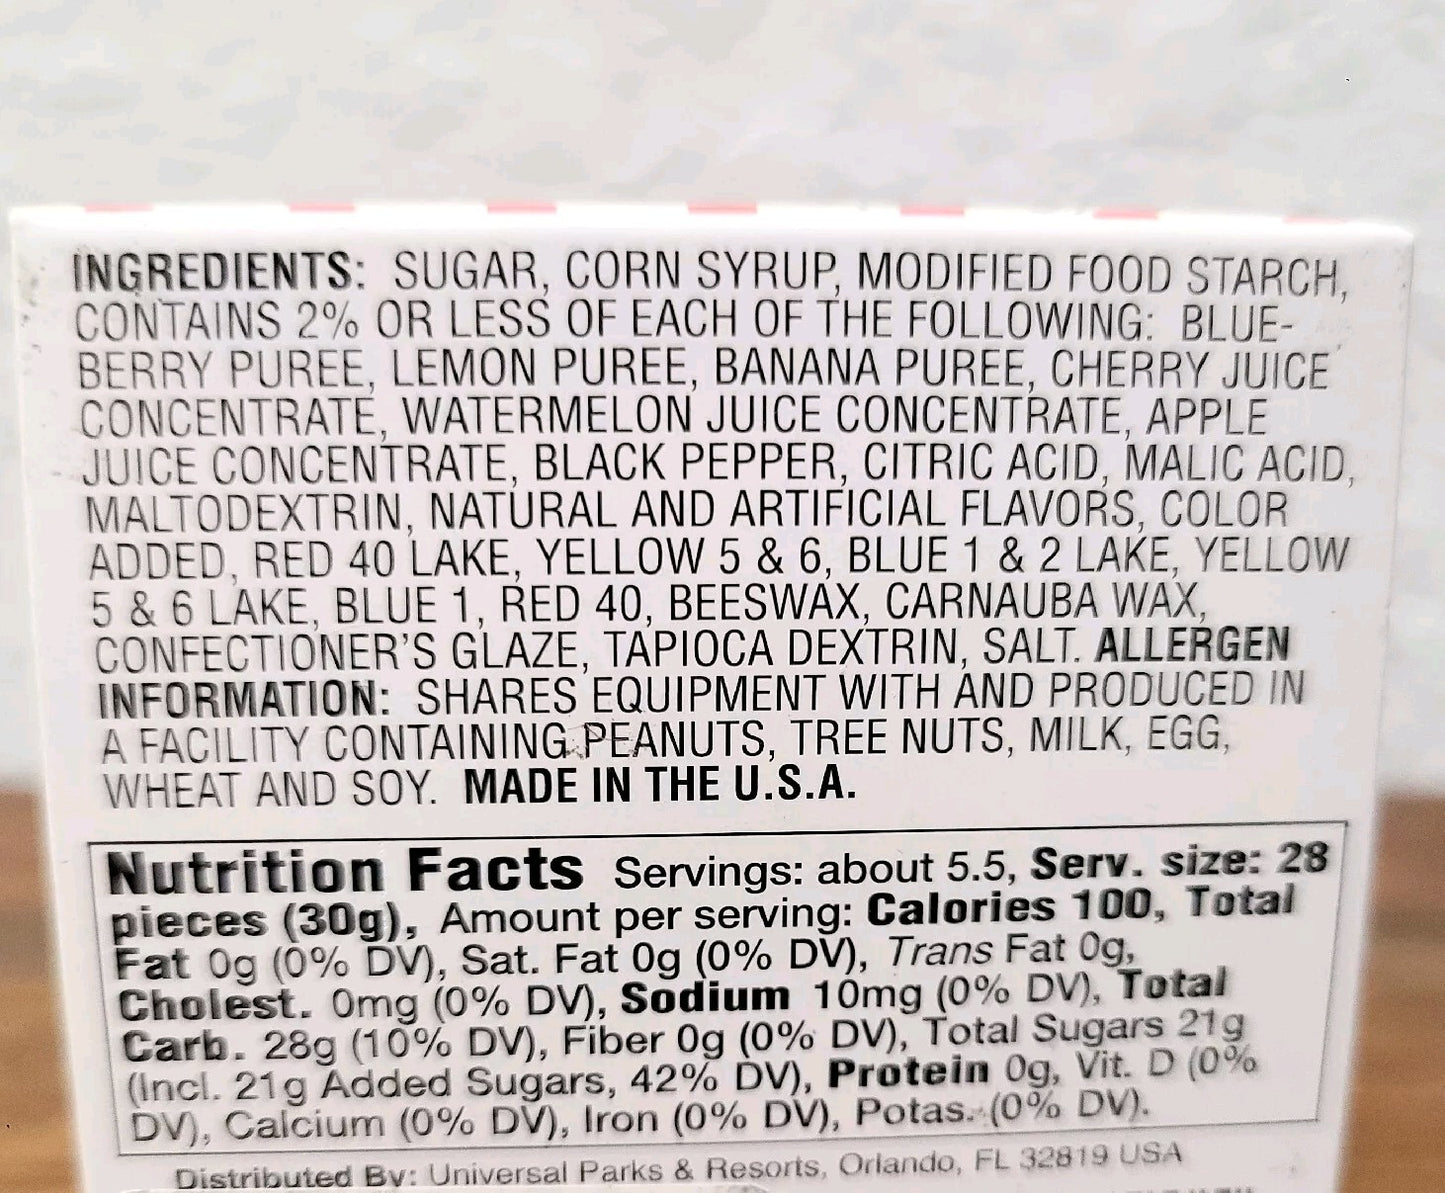 INGREDIENTS: SUGAR, CORN SYRUP, MODIFIED FOOD STARCH,
CONTAINS 2% OR LESS OF EACH OF THE FOLLOWING: BLUE-
BERRY PUREE, LEMON PUREE, BANANA PUREE, CHERRY JUICE
CONCENTRATE, WATERMELON JUICE CONCENTRATE, APPLE
JUICE CONCENTRATE, BLACK PEPPER, CITRIC ACID, MALIC ACID,
MALTODEXTRIN, NATURAL AND ARTIFICIAL FLAVORS, COLOR
ADDED, RED 40 LAKE, YELLOW 5 & 6, BLUE 1 & 2 LAKE, YELLOW
5 & 6 LAKE, BLUE 1, RED 40, BEESWAX, CARNAUBA WAX,
CONFECTIONER'S GLAZE, TAPIOCA DEXTRIN, SALT. ALLERGEN
INFORMATION: SHARES EQUIPMENT WITH AND PRODUCED IN
A FACILITY CONTAINING PEANUTS, TREE NUTS, MILK, EGG,
WHEAT AND SOY. MADE IN THE U.S.A.
Nutrition Facts Servings: about 5.5, Serv. size: 28
pieces (30g), Amount per serving: Calories 100, Total
Fat 0g (0% DV), Sat. Fat 0g (0% DV), Trans Fat 0g,
Cholest. 0mg (0% DV), Sodium 10mg (0% DV), Total
Carb. 28g (10% DV), Fiber 0g (0% DV), Total Sugars 21g
(Incl. 21g Added Sugars, 42% DV), Protein 0g, Vit. D (0%
DV), Calcium (0% DV), Iron (0% DV), Potas. (0% DV).
Distributed By: Universal Parks & Resorts, Orlando, FL 32819 USA